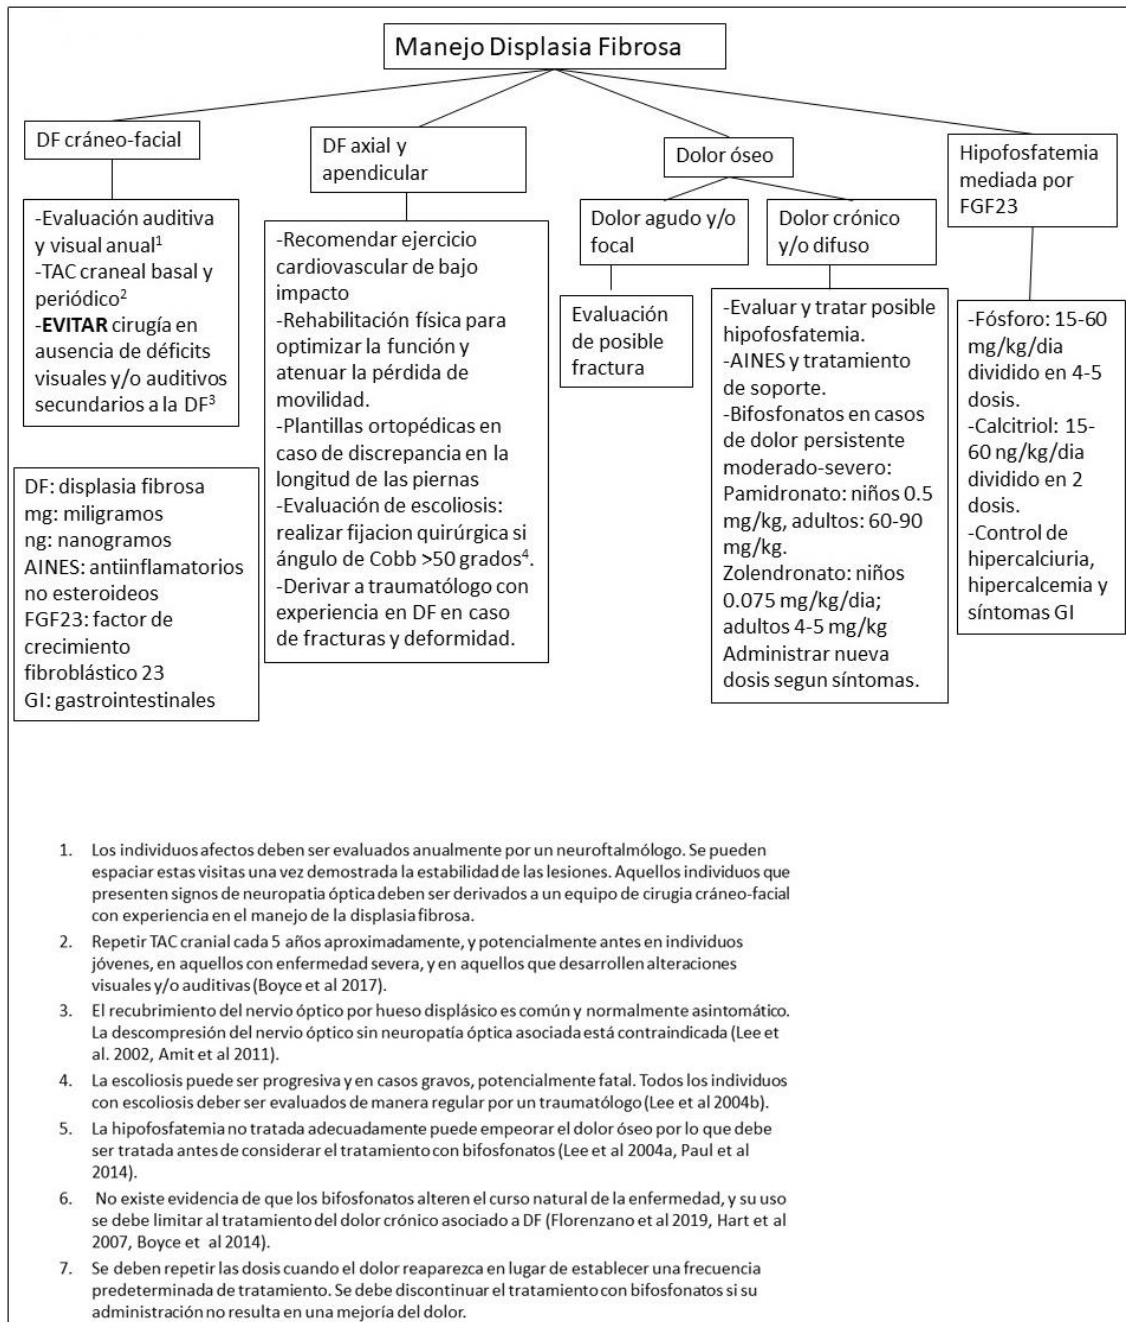 Manejo Displasia Fibrosa
DF cráneo-facial
-Evaluación auditiva
y visual anual1
-TAC craneal basal y
periódico2
-EVITAR cirugía en
ausencia de déficits
visuales y/o auditivos
secundarios a la DF3
DF axial y
apendicular
-Recomendar ejercicio
cardiovascular de bajo
impacto
-Rehabilitación física para
optimizar la función y
atenuar la pérdida de
movilidad.
-Plantillas ortopédicas en
caso de discrepancia en la
longitud de las piernas
-Evaluación de escoliosis:
realizar fijacion quirúrgica si
ángulo de Cobb >50 grados4.
-Derivar a traumatólogo con
experiencia en DF en caso
de fracturas y deformidad.
Dolor óseo
Dolor agudo y/o
focal
Evaluación
de posible
fractura
Dolor crónico
y/o difuso
-Evaluar y tratar posible
hipofosfatemia.
-AINES y tratamiento
de soporte.
-Bifosfonatos en casos
de dolor persistente
moderado-severo:
Pamidronato: niños 0.5
mg/kg, adultos: 60-90
mg/kg.
Zolendronato: niños
0.075 mg/kg/dia;
adultos 4-5 mg/kg
Administrar nueva
dosis segun síntomas.
Hipofosfatemia
mediada por
FGF23
-Fósforo: 15-60
mg/kg/dia
dividido en 4-5
dosis.
-Calcitriol: 15-
60 ng/kg/dia
dividido en 2
dosis.
-Control de
hipercalciuria,
hipercalcemia y
síntomas GI
DF: displasia fibrosa
mg: miligramos
ng: nanogramos
AINES: antiinflamatorios
no esteroideos
FGF23: factor de
crecimiento
fibroblástico 23
GI: gastrointestinales
1. Los individuos afectos deben ser evaluados anualmente por un neuroftalmólogo. Se pueden
espaciar estas visitas una vez demostrada la estabilidad de las lesiones. Aquellos individuos que
presenten signos de neuropatia óptica deben ser derivados a un equipo de cirugia cráneo-facial
con experiencia en el manejo de la displasia fibrosa.
2. Repetir TAC cranial cada 5 años aproximadamente, y potencialmente antes en individuos
jóvenes, en aquellos con enfermedad severa, y en aquellos que desarrollen alteraciones
visuales y/o auditivas (Boyce et al 2017).
3. El recubrimiento del nervio óptico por hueso displásico es común y normalmente asintomático.
La descompresión del nervio óptico sin neuropatía óptica asociada está contraindicada (Lee et
al. 2002, Amit et al 2011).
4. La escoliosis puede ser progresiva y en casos gravos, potencialmente fatal. Todos los individuos
con escoliosis deber ser evaluados de manera regular por un traumatólogo (Lee et al 2004b).
5. La hipofosfatemia no tratada adecuadamente puede empeorar el dolor óseo por lo que debe
ser tratada antes de considerar el tratamiento con bifosfonatos (Lee et al 2004a, Paul et al
2014).
6. No existe evidencia de que los bifosfonatos alteren el curso natural de la enfermedad, y su uso
se debe limitar al tratamiento del dolor crónico asociado a DF (Florenzano et al 2019, Hart et al
2007, Boyce et al 2014).
7. Se deben repetir las dosis cuando el dolor reaparezca en lugar de establecer una frecuencia
predeterminada de tratamiento. Se debe discontinuar el tratamiento con bifosfonatos si su
administración no resulta en una mejoría del dolor.